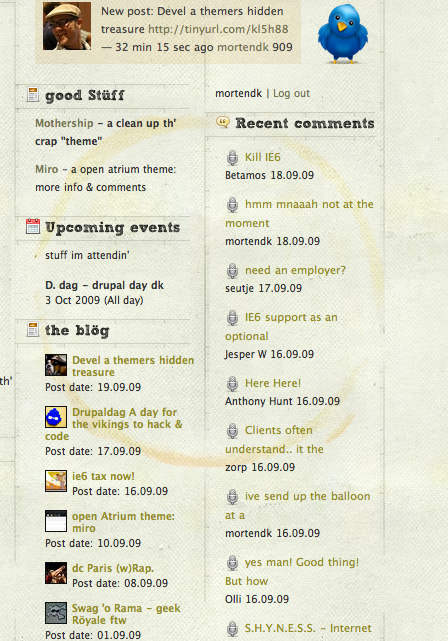 New post: Devel a themers hidden
treasure http://tinyurl.com/kl5h88
— 32 min 15 sec ago mortendk 909
good Stüff
Mothership - a clean up th'
crap "theme"
Miro - a open atrium theme:
more info & comments
Upcoming events
stuff im attendin'
D. dag - drupal day dk
3 Oct 2009 (All day)
the blög
Devel a themers hidden
treasure
Post date: 19.09.09
Drupaldag A day for
the vikings to hack &
code
Post date: 17.09.09
ie6 tax now!
Post date: 16.09.09
open Atrium theme:
miro
Post date: 10.09.09
dc Paris (w)Rap.
Post date: 08.09.09
Swag 'o Rama - geek
Röyale ftw
Post date: 01.09.09
mortendk | Log out
Recent comments
Kill IE6
Betamos 18.09.09
hmm mnaaah not at the
moment
mortendk 18.09.09
need an employer?
seutje 17.09.09
IE6 support as an
optional
Jesper W 16.09.09
Here Here!
Anthony Hunt 16.09.09
Clients often
understand.. it the
zorp 16.09.09
ive send up the balloon
at a
mortendk 16.09.09
yes man! Good thing!
But how
Olli 16.09.09
S.H.Y.N.E.S.S. - Internet
th'